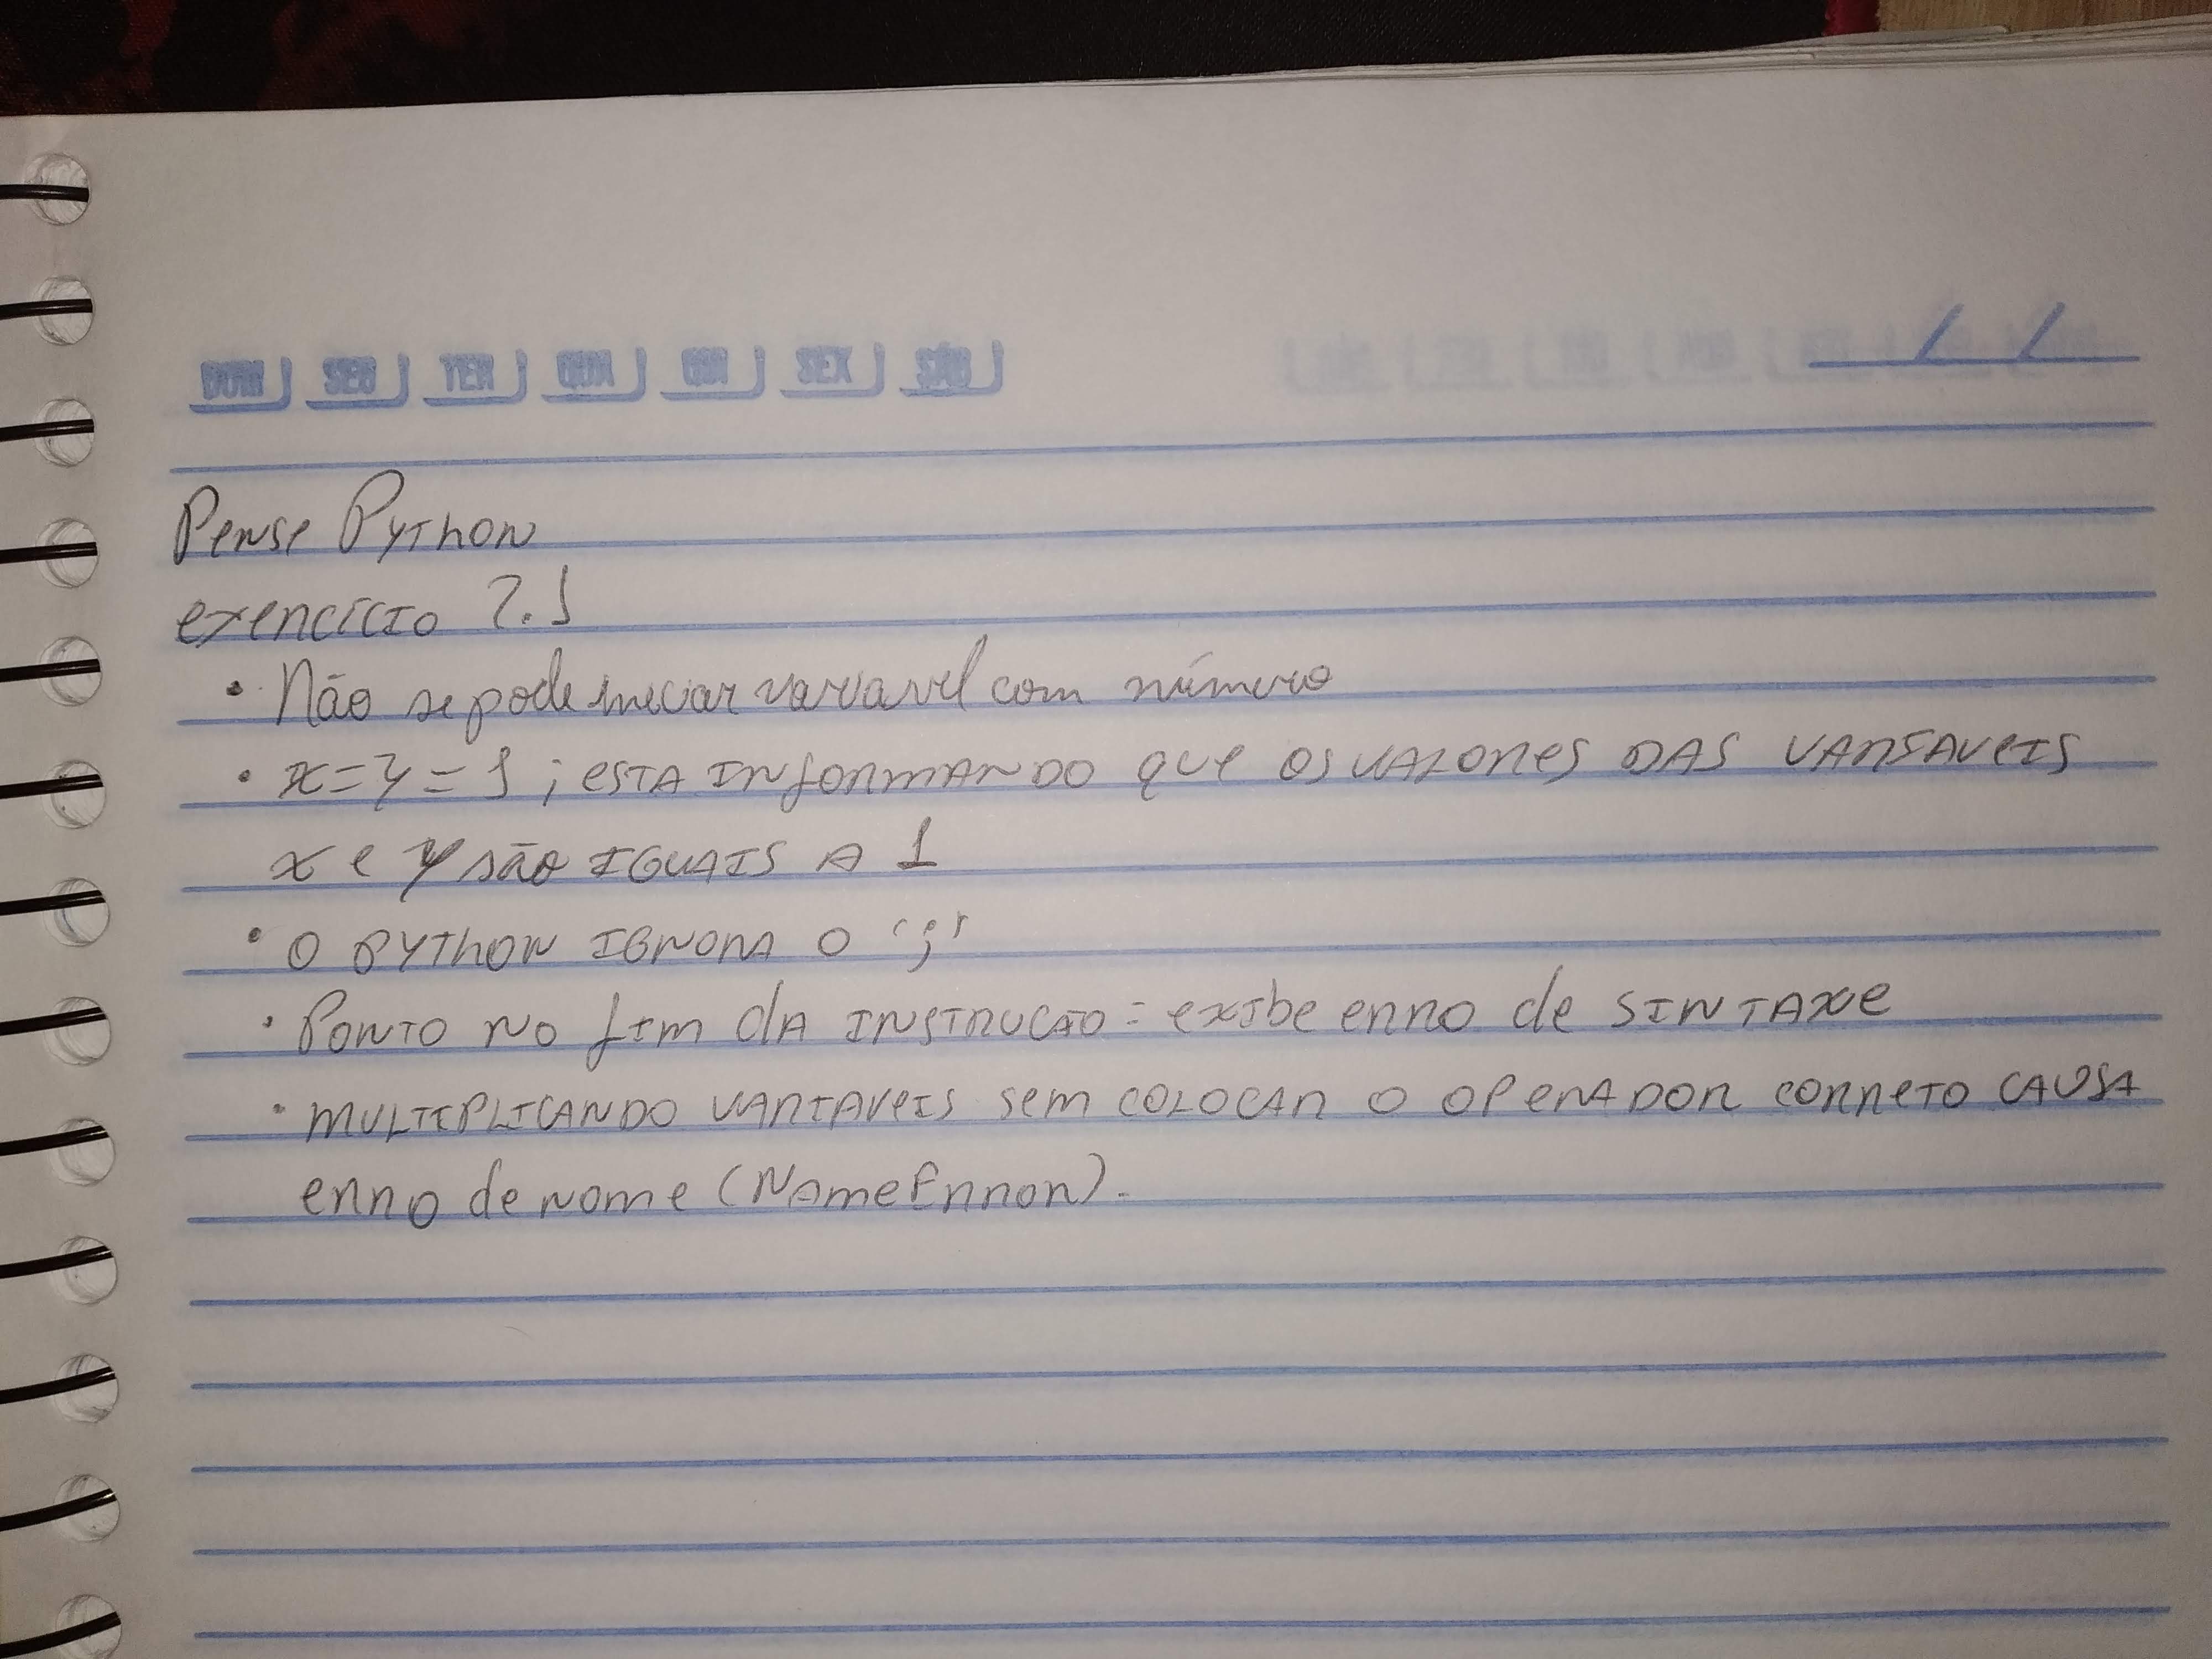 DOM SEG TER QUA QUI SEX SÁB / /
Pense Python
exercício 2.1
• Não se pode iniciar variavel com número
• x=y=1 ; ESTA INFORMANDO que OS VALORES DAS VARIAVEIS
x e y são IGUAIS A 1
• O PYTHON IGNORA O ';'
• PONTO NO fIM dA INSTRUCÃO = exibe erro de SINTAXE
• MULTIPLICANDO VARIAVEIS sem COLOCAR O OPERADOR CORRETO CAUSA
erro de nome (NameError).